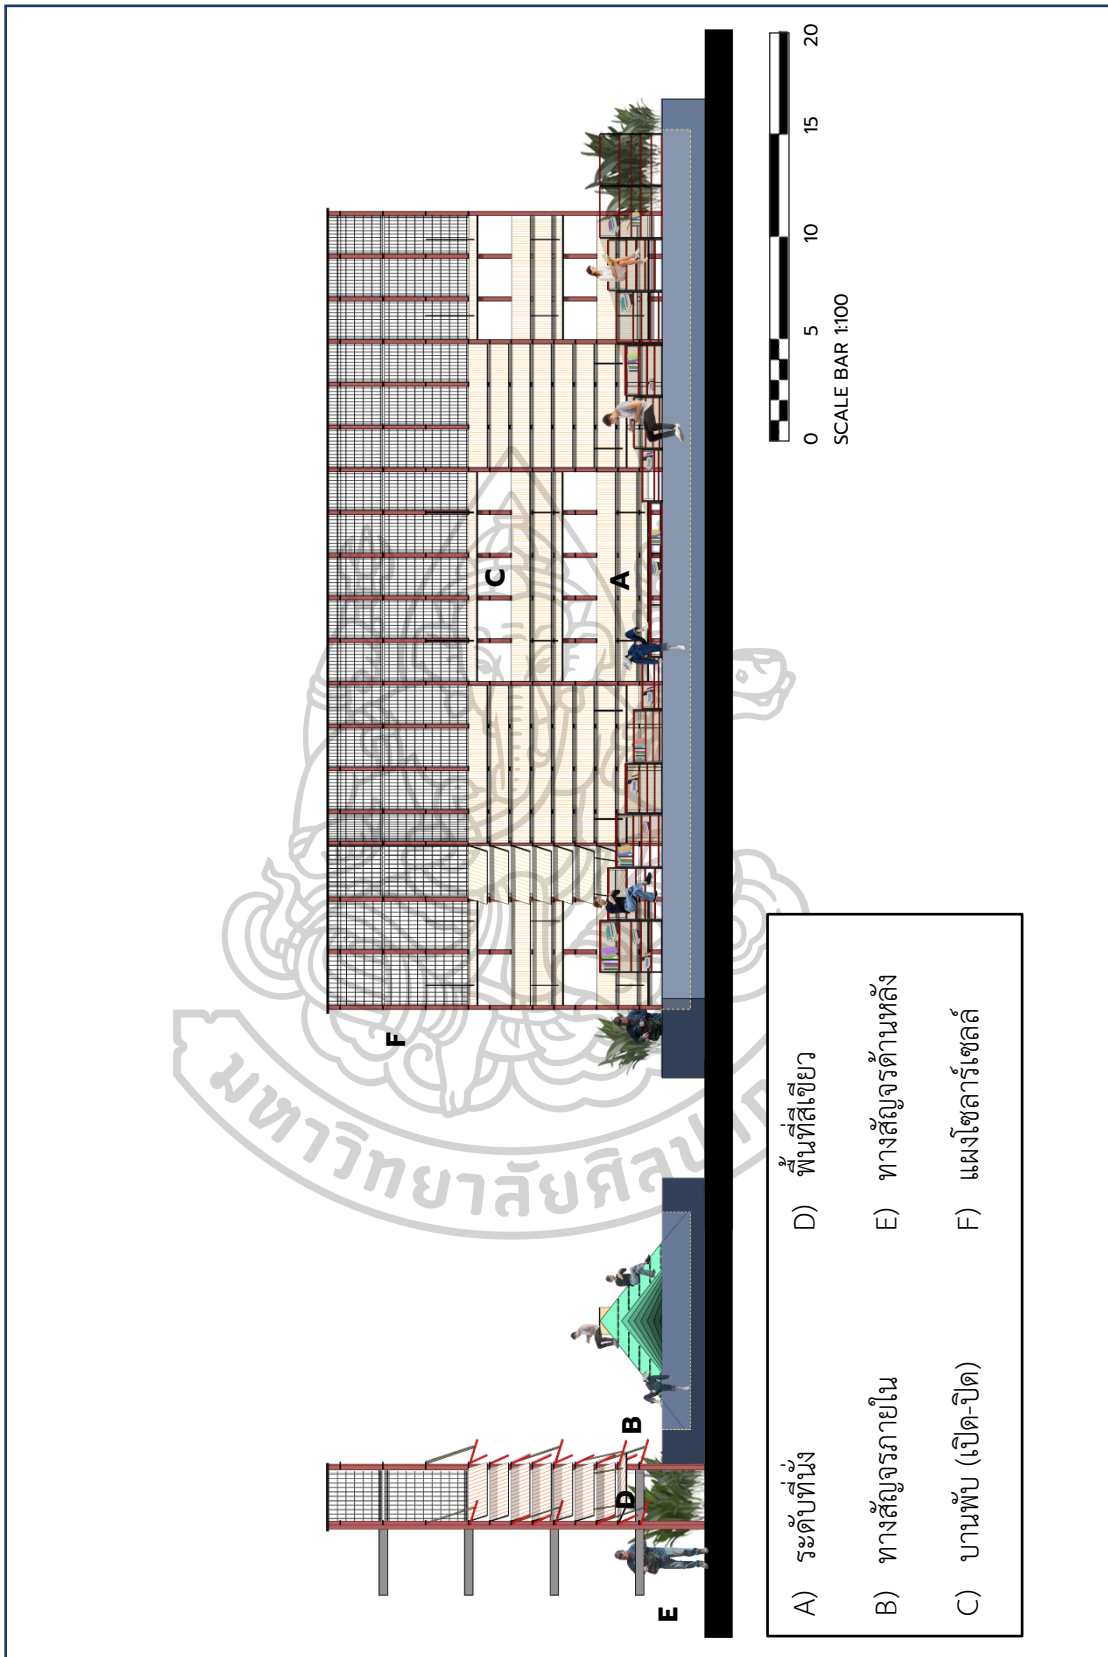 F
C
A
B
D
E
0 5 10 15 20
SCALE BAR 1:100
A) ระดับที่นั่ง
B) ทางสัญจรภายใน
C) บานพับ (เปิด-ปิด)
D) พื้นที่สีเขียว
E) ทางสัญจรด้านหลัง
F) แผงโซลาร์เซลล์
มหาวิทยาลัยศิลปากร